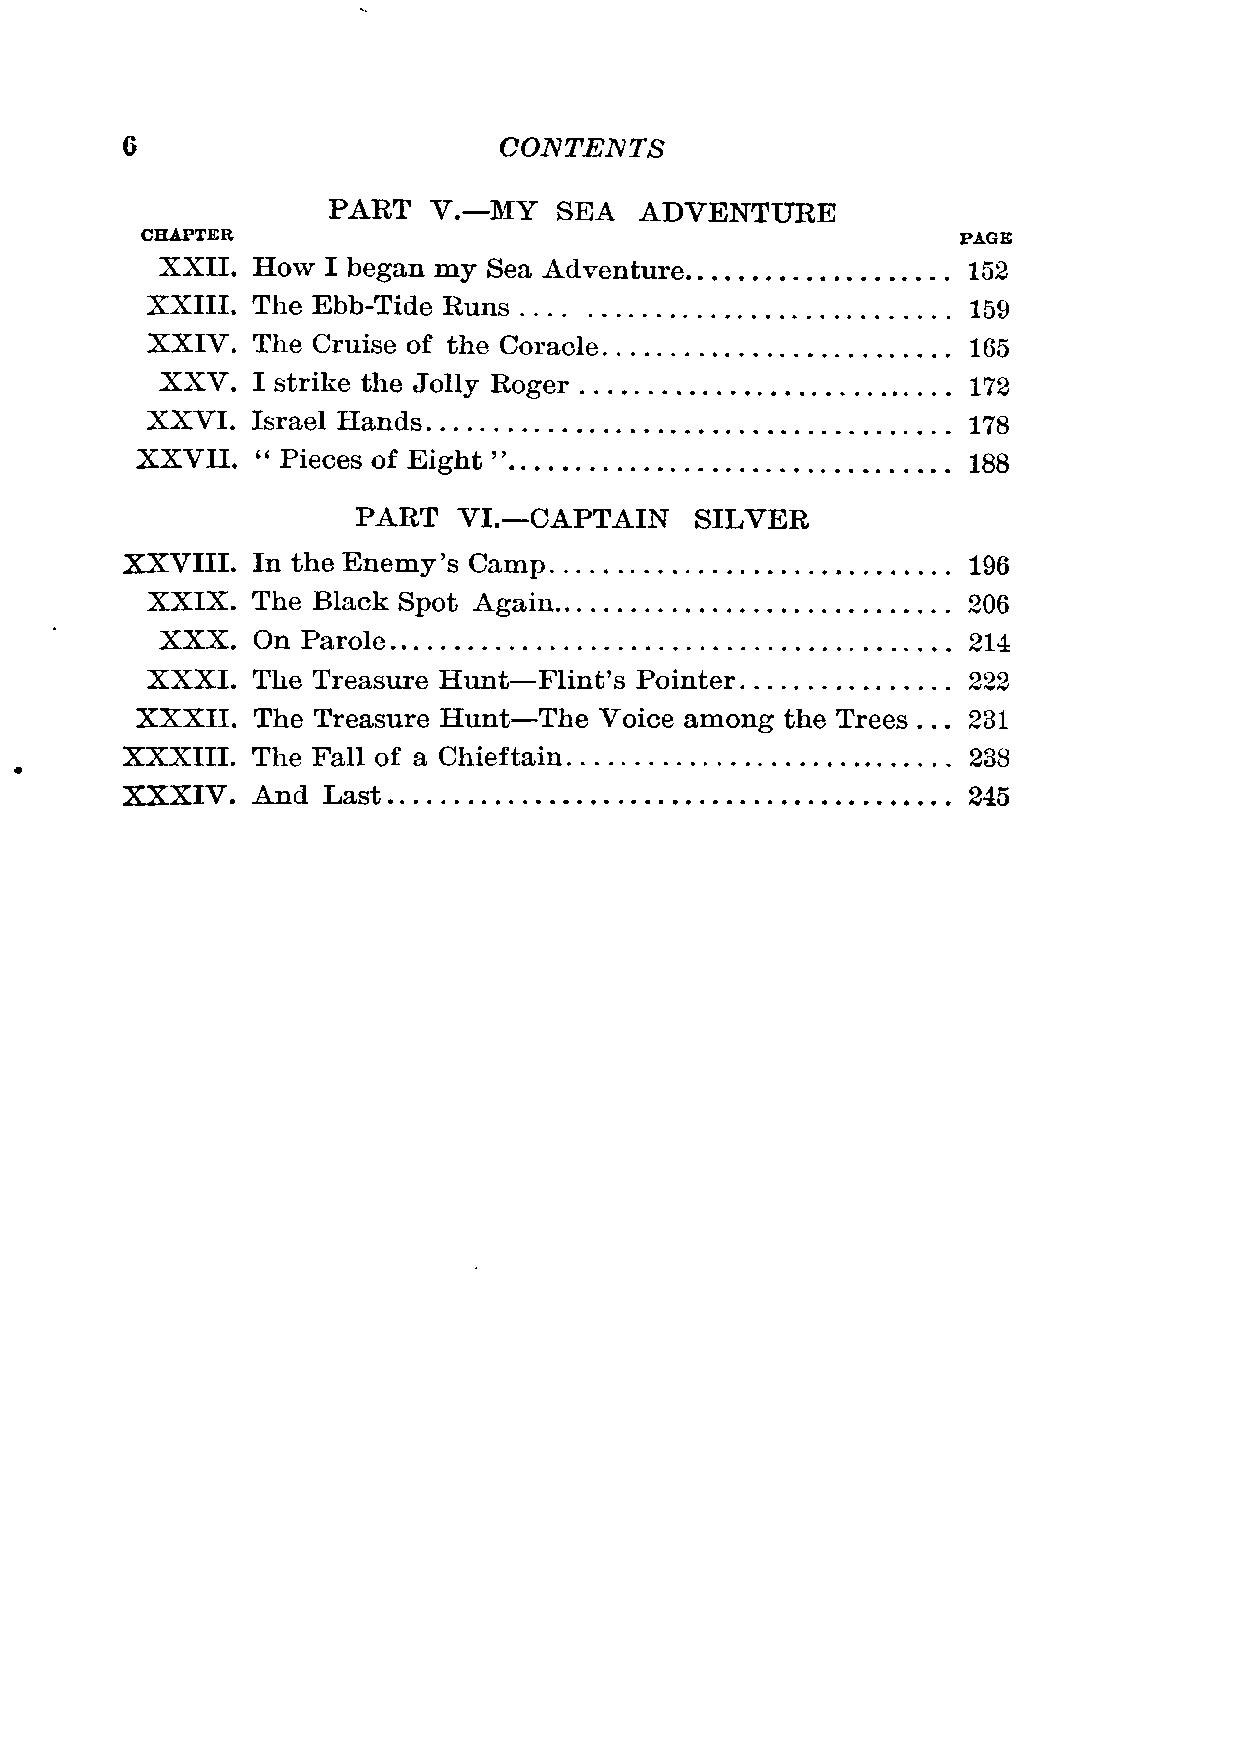 6 CONTENTS
PART V.—MY SEA ADVENTURE
CHAPTER PAGE
XXII. How I began my Sea Adventure.................... 152
XXIII. The Ebb-Tide Runs .... ........................... 159
XXIV. The Cruise of the Coracle.......................... 165
XXV. I strike the Jolly Roger ............................ 172
XXVI. Israel Hands....................................... 178
XXVII. “ Pieces of Eight ”................................. 188
PART VI.—CAPTAIN SILVER
XXVIII. In the Enemy's Camp.............................. 196
XXIX. The Black Spot Again.............................. 206
XXX. On Parole.......................................... 214
XXXI. The Treasure Hunt—Flint's Pointer................ 222
XXXII. The Treasure Hunt—The Voice among the Trees ... 231
XXXIII. The Fall of a Chieftain............................. 238
XXXIV. And Last.......................................... 245